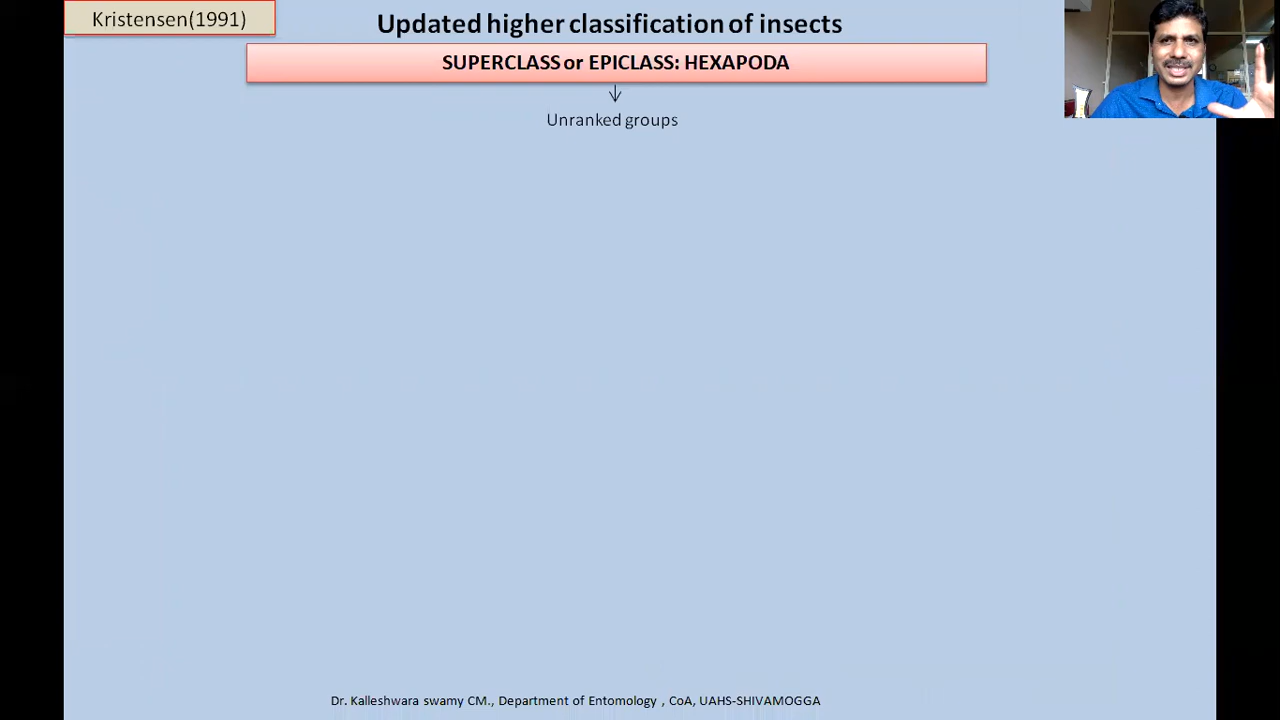 Kristensen(1991)
Updated higher classification of insects
SUPERCLASS or EPICLASS: HEXAPODA
Unranked groups
Dr. Kalleshwara swamy CM., Department of Entomology , CoA, UAHS-SHIVAMOGGA